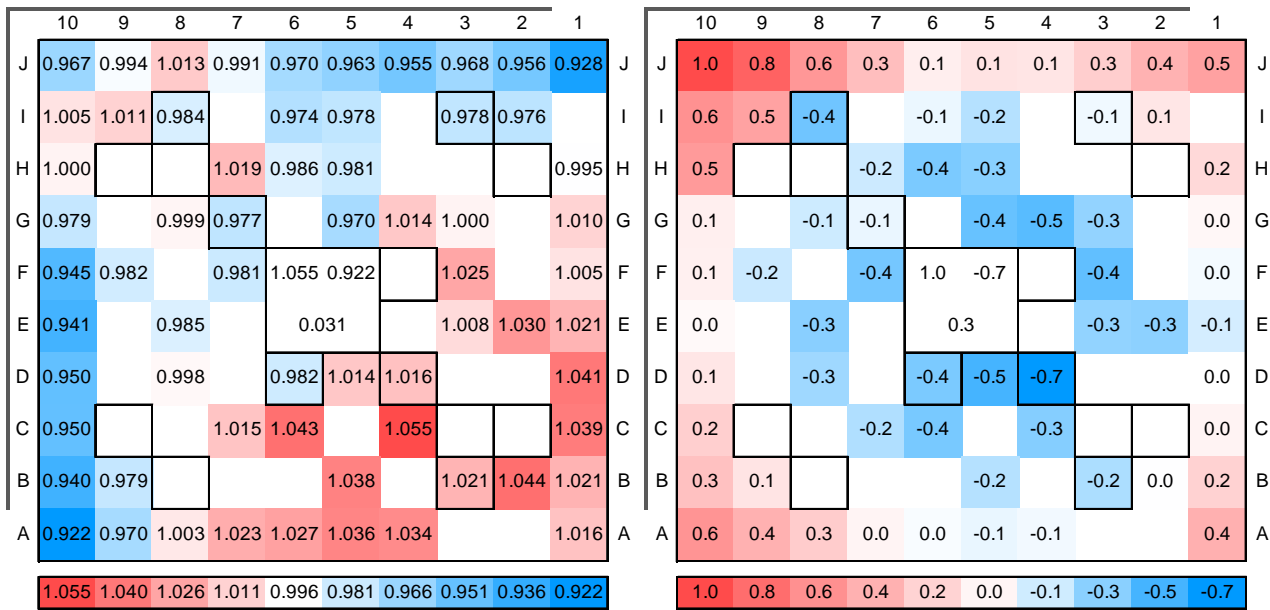 10 9 8 7 6 5 4 3 2 1
J 0.967 0.994 1.013 0.991 0.970 0.963 0.955 0.968 0.956 0.928 J
I 1.005 1.011 0.984 0.974 0.978 0.978 0.976 I
H 1.000 1.019 0.986 0.981 0.995 H
G 0.979 0.999 0.977 0.970 1.014 1.000 1.010 G
F 0.945 0.982 0.981 1.055 0.922 1.025 1.005 F
E 0.941 0.985 0.031 1.008 1.030 1.021 E
D 0.950 0.998 0.982 1.014 1.016 1.041 D
C 0.950 1.015 1.043 1.055 1.039 C
B 0.940 0.979 1.038 1.021 1.044 1.021 B
A 0.922 0.970 1.003 1.023 1.027 1.036 1.034 1.016 A
1.055 1.040 1.026 1.011 0.996 0.981 0.966 0.951 0.936 0.922
10 9 8 7 6 5 4 3 2 1
J 1.0 0.8 0.6 0.3 0.1 0.1 0.1 0.3 0.4 0.5 J
I 0.6 0.5 -0.4 -0.1 -0.2 -0.1 0.1 I
H 0.5 -0.2 -0.4 -0.3 0.2 H
G 0.1 -0.1 -0.1 -0.4 -0.5 -0.3 0.0 G
F 0.1 -0.2 -0.4 1.0 -0.7 -0.4 0.0 F
E 0.0 -0.3 0.3 -0.3 -0.3 -0.1 E
D 0.1 -0.3 -0.4 -0.5 -0.7 0.0 D
C 0.2 -0.2 -0.4 -0.3 0.0 C
B 0.3 0.1 -0.2 -0.2 0.0 0.2 B
A 0.6 0.4 0.3 0.0 0.0 -0.1 -0.1 0.4 A
1.0 0.8 0.6 0.4 0.2 0.0 -0.1 -0.3 -0.5 -0.7